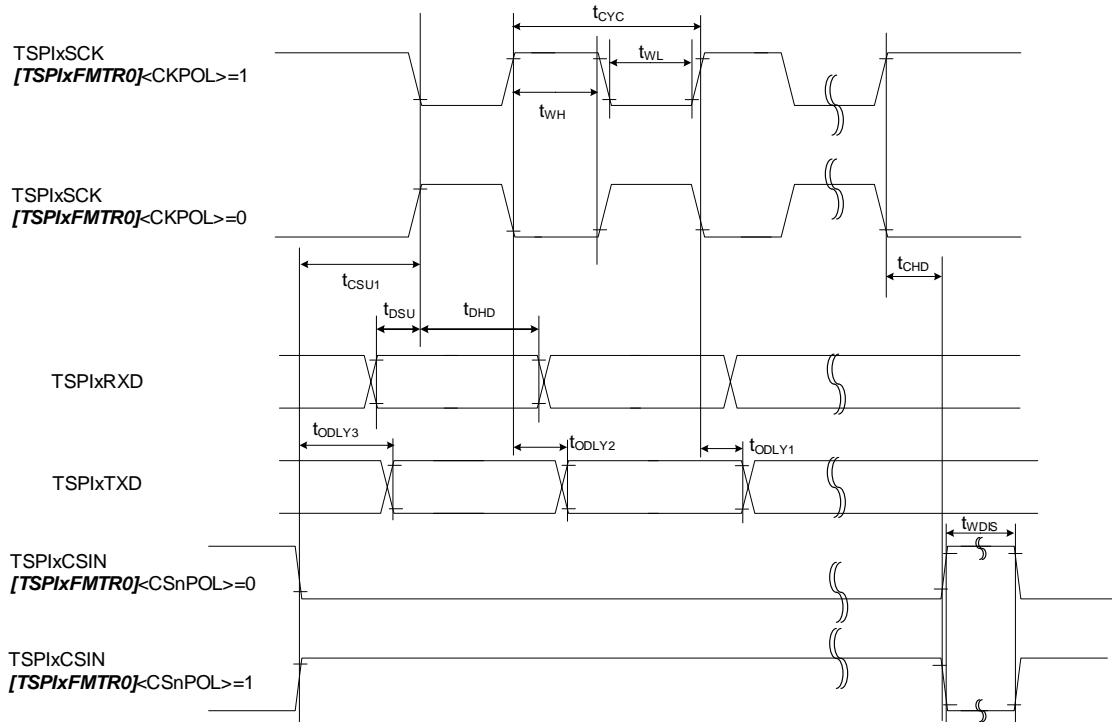 tCYC
TSPIxSCK
[TSPIxFMTR0]<CKPOL>=1
tWL
tWH
TSPIxSCK
[TSPIxFMTR0]<CKPOL>=0
tCSU1
tCHD
tDSU
tDHD
TSPIxRXD
tODLY3
tODLY2
tODLY1
TSPIxTXD
tWDIS
TSPIxCSIN
[TSPIxFMTR0]<CSnPOL>=0
TSPIxCSIN
[TSPIxFMTR0]<CSnPOL>=1